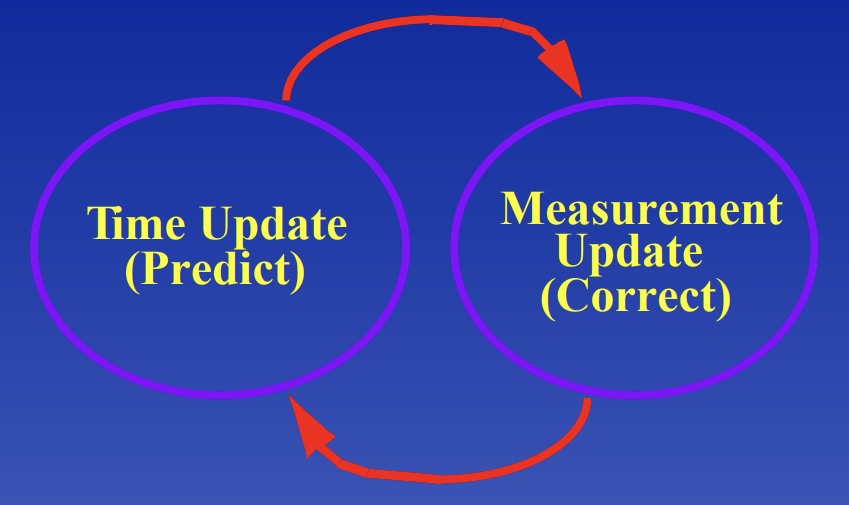 Time Update
(Predict)
Measurement
Update
(Correct)